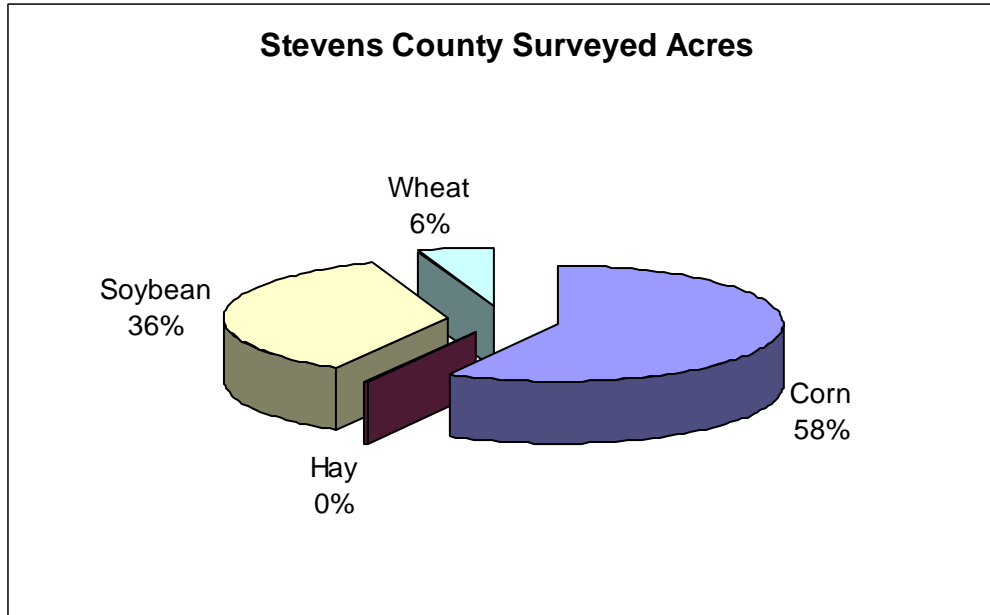 Stevens County Surveyed Acres
Wheat
6%
Soybean
36%
Corn
58%
Hay
0%